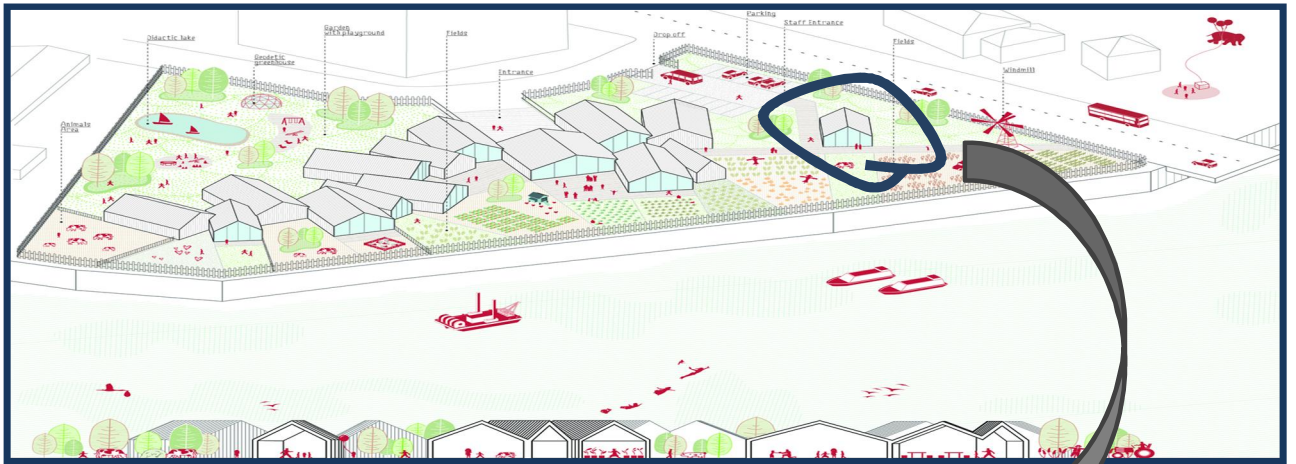 Didactic lake
Geodetic
greenhouse
Garden
with playground
Fields
Entrance
Drop off
Parking
Staff Entrance
Fields
Windmill
Animals
Area